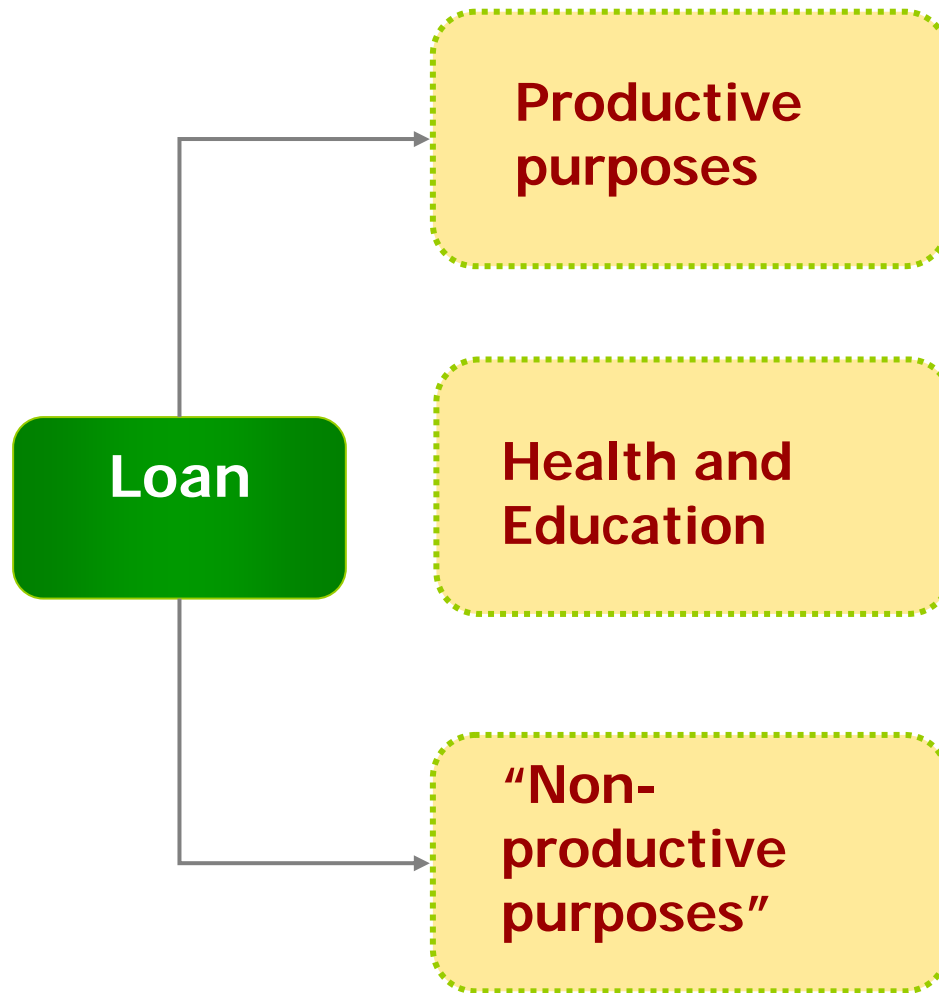 Productive
purposes
Loan
Health and
Education
“Non-
productive
purposes”